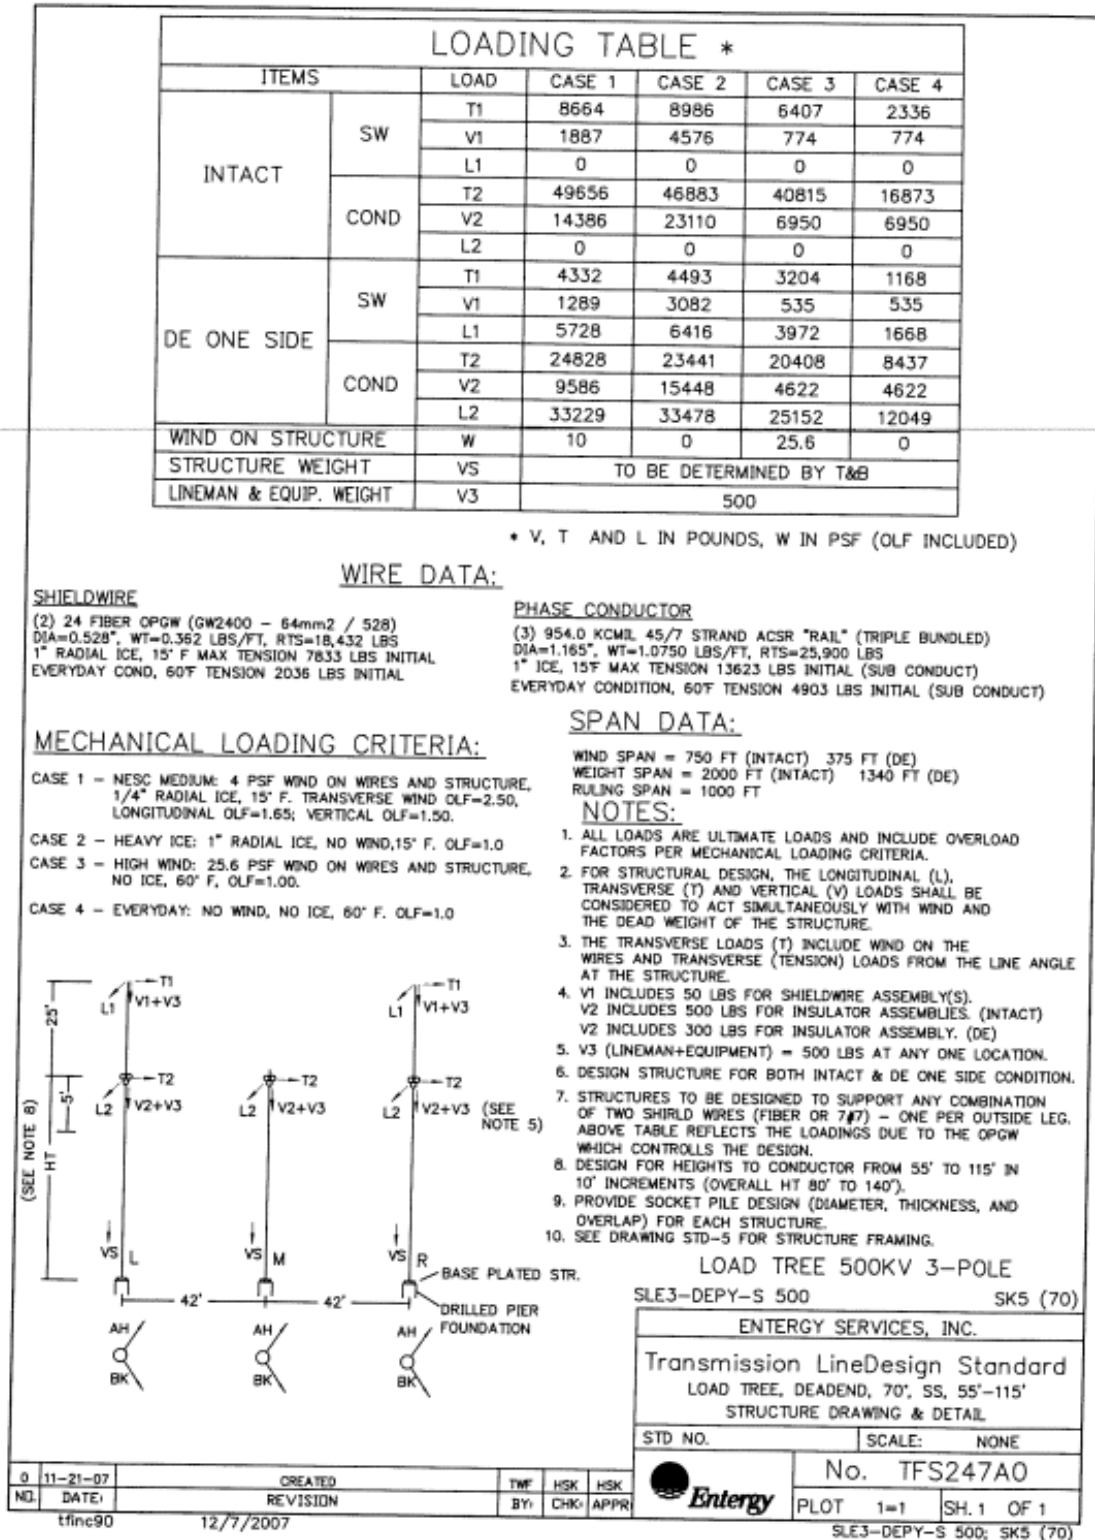 LOADING TABLE *
ITEMS LOAD CASE 1 CASE 2 CASE 3 CASE 4
INTACT SW T1 8664 8986 6407 2336
V1 1887 4576 774 774
L1 0 0 0 0
COND T2 49656 46883 40815 16873
V2 14386 23110 6950 6950
L2 0 0 0 0
DE ONE SIDE SW T1 4332 4493 3204 1168
V1 1289 3082 535 535
L1 5728 6416 3972 1668
COND T2 24828 23441 20408 8437
V2 9586 15448 4622 4622
L2 33229 33478 25152 12049
WIND ON STRUCTURE W 10 0 25.6 0
STRUCTURE WEIGHT VS TO BE DETERMINED BY T&B
LINEMAN & EQUIP. WEIGHT V3 500
* V, T AND L IN POUNDS, W IN PSF (OLF INCLUDED)
WIRE DATA:
SHIELDWIRE
(2) 24 FIBER OPGW (GW2400 - 64mm2 / 528)
DIA=0.528", WT=0.362 LBS/FT, RTS=18,432 LBS
1" RADIAL ICE, 15° F MAX TENSION 7833 LBS INITIAL
EVERYDAY COND, 60°F TENSION 2036 LBS INITIAL
PHASE CONDUCTOR
(3) 954.0 KCMIL 45/7 STRAND ACSR "RAIL" (TRIPLE BUNDLED)
DIA=1.165", WT=1.0750 LBS/FT, RTS=25,900 LBS
1" ICE, 15°F MAX TENSION 13623 LBS INITIAL (SUB CONDUCT)
EVERYDAY CONDITION, 60°F TENSION 4903 LBS INITIAL (SUB CONDUCT)
MECHANICAL LOADING CRITERIA:
CASE 1 - NESC MEDIUM: 4 PSF WIND ON WIRES AND STRUCTURE,
1/4" RADIAL ICE, 15° F. TRANSVERSE WIND OLF=2.50,
LONGITUDINAL OLF=1.65; VERTICAL OLF=1.50.
CASE 2 - HEAVY ICE: 1" RADIAL ICE, NO WIND,15° F. OLF=1.0
CASE 3 - HIGH WIND: 25.6 PSF WIND ON WIRES AND STRUCTURE,
NO ICE, 60° F, OLF=1.00.
CASE 4 - EVERYDAY: NO WIND, NO ICE, 60° F. OLF=1.0
SPAN DATA:
WIND SPAN = 750 FT (INTACT) 375 FT (DE)
WEIGHT SPAN = 2000 FT (INTACT) 1340 FT (DE)
RULING SPAN = 1000 FT
NOTES:
1. ALL LOADS ARE ULTIMATE LOADS AND INCLUDE OVERLOAD
FACTORS PER MECHANICAL LOADING CRITERIA.
2. FOR STRUCTURAL DESIGN, THE LONGITUDINAL (L),
TRANSVERSE (T) AND VERTICAL (V) LOADS SHALL BE
CONSIDERED TO ACT SIMULTANEOUSLY WITH WIND AND
THE DEAD WEIGHT OF THE STRUCTURE.
3. THE TRANSVERSE LOADS (T) INCLUDE WIND ON THE
WIRES AND TRANSVERSE (TENSION) LOADS FROM THE LINE ANGLE
AT THE STRUCTURE.
4. V1 INCLUDES 50 LBS FOR SHIELDWIRE ASSEMBLY(S).
V2 INCLUDES 500 LBS FOR INSULATOR ASSEMBLIES. (INTACT)
V2 INCLUDES 300 LBS FOR INSULATOR ASSEMBLY. (DE)
5. V3 (LINEMAN+EQUIPMENT) = 500 LBS AT ANY ONE LOCATION.
6. DESIGN STRUCTURE FOR BOTH INTACT & DE ONE SIDE CONDITION.
7. STRUCTURES TO BE DESIGNED TO SUPPORT ANY COMBINATION
OF TWO SHIRLD WIRES (FIBER OR 7#7) - ONE PER OUTSIDE LEG.
ABOVE TABLE REFLECTS THE LOADINGS DUE TO THE OPGW
WHICH CONTROLLS THE DESIGN.
8. DESIGN FOR HEIGHTS TO CONDUCTOR FROM 55' TO 115' IN
10' INCREMENTS (OVERALL HT 80' TO 140').
9. PROVIDE SOCKET PILE DESIGN (DIAMETER, THICKNESS, AND
OVERLAP) FOR EACH STRUCTURE.
10. SEE DRAWING STD-5 FOR STRUCTURE FRAMING.
T1 T1
L1 V1+V3 L1 V1+V3
25'
T2 T2 T2
L2 V2+V3 L2 V2+V3 L2 V2+V3 (SEE
NOTE 5)
5'
HT
(SEE NOTE 8)
VS L VS M VS R
BASE PLATED STR.
42' 42'
DRILLED PIER
FOUNDATION
AH AH AH
BK BK BK
LOAD TREE 500KV 3-POLE
SLE3-DEPY-S 500 SK5 (70)
ENTERGY SERVICES, INC.
Transmission LineDesign Standard
LOAD TREE, DEADEND, 70°, SS, 55'-115'
STRUCTURE DRAWING & DETAIL
STD NO. SCALE: NONE
Entergy
No. TFS247A0
PLOT 1=1 SH. 1 OF 1
0 11-21-07 CREATED TWF HSK HSK
NO. DATE: REVISION BY: CHK: APPR:
tfinc90 12/7/2007
SLE3-DEPY-S 500; SK5 (70)